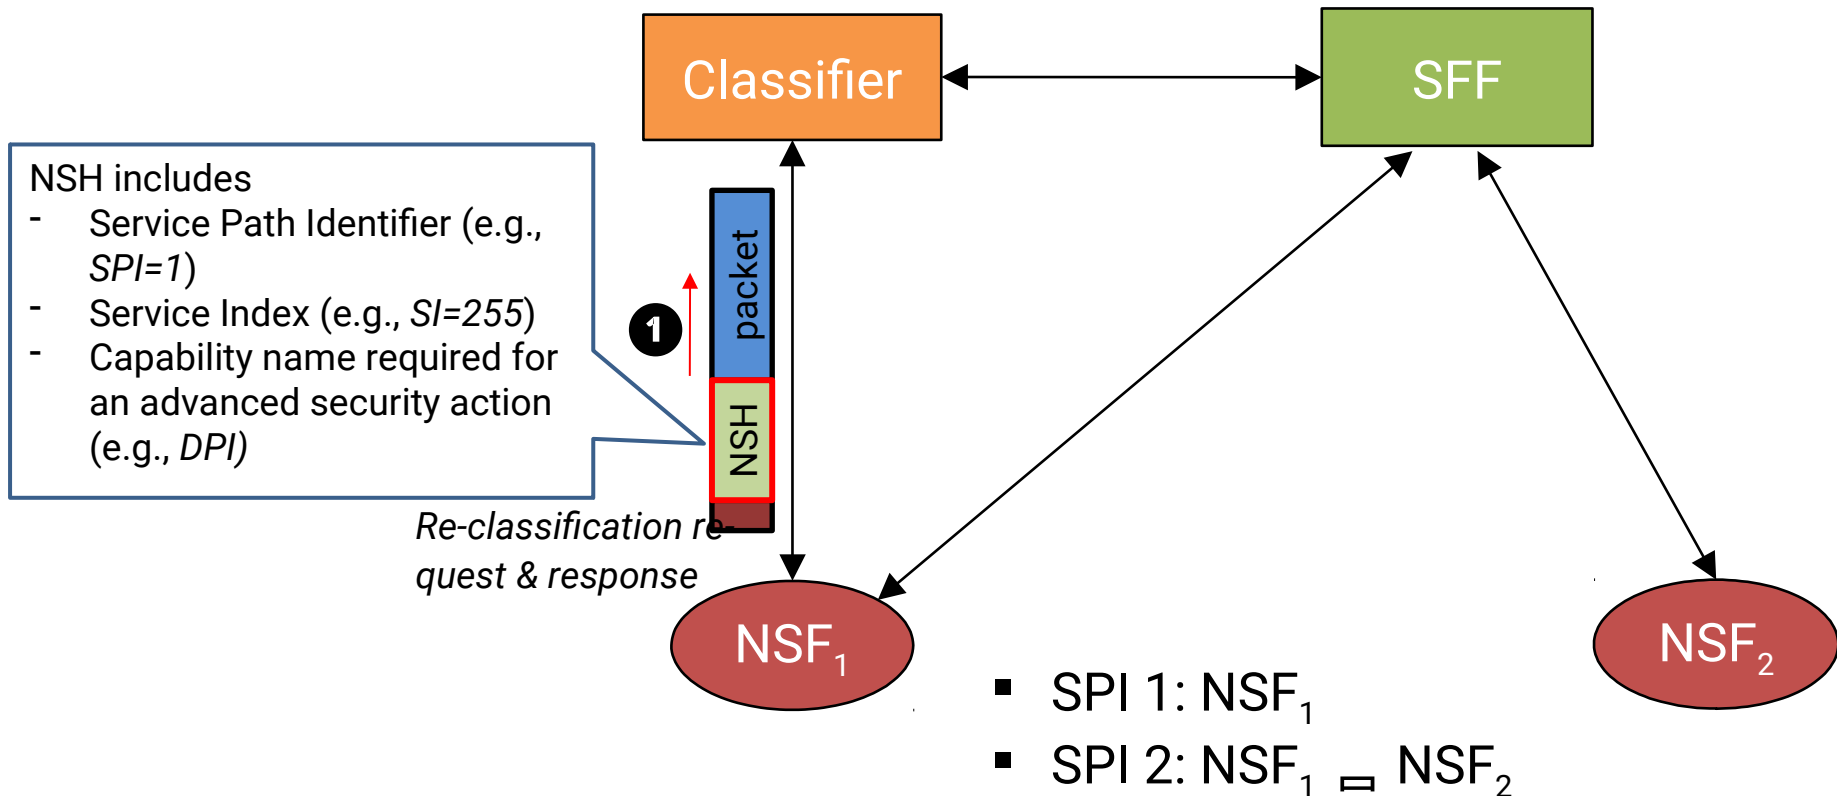 Classifier
SFF
NSH includes
- Service Path Identifier (e.g.,
SPI=1)
- Service Index (e.g., SI=255)
- Capability name required for
an advanced security action
(e.g., DPI)
1
packet
NSH
Re-classification re-
quest & response
NSF1
NSF2
▪ SPI 1: NSF1
▪ SPI 2: NSF1 NSF2